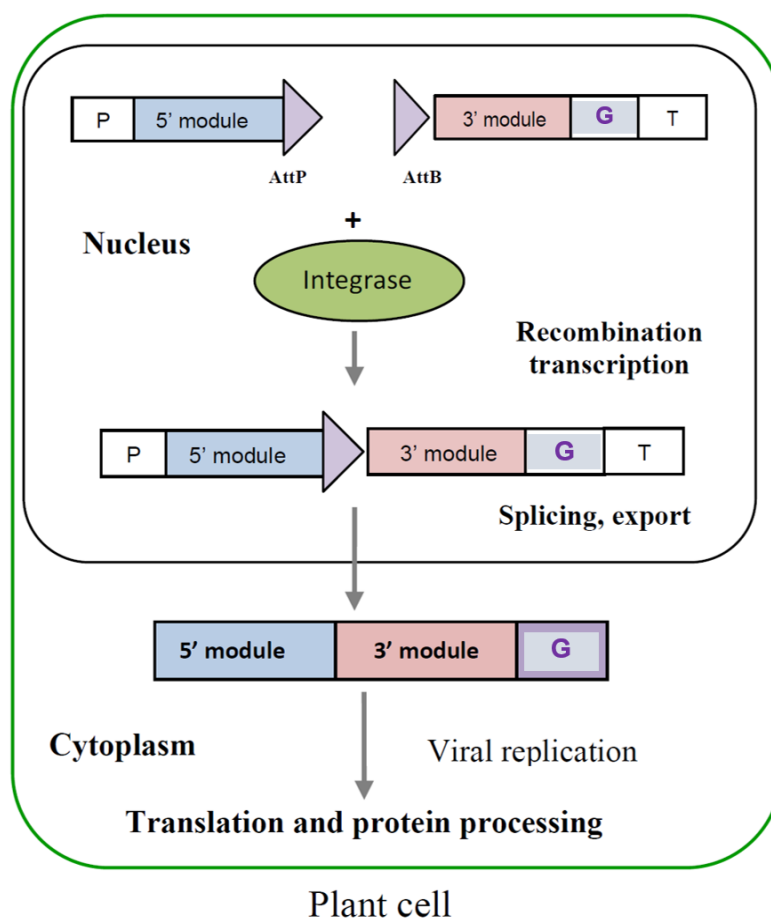 P 5’ module 3’ module G T
AttP AttB
+
Nucleus
Integrase
Recombination
transcription
P 5’ module 3’ module G T
Splicing, export
5’ module 3’ module G
Cytoplasm Viral replication
Translation and protein processing
Plant cell